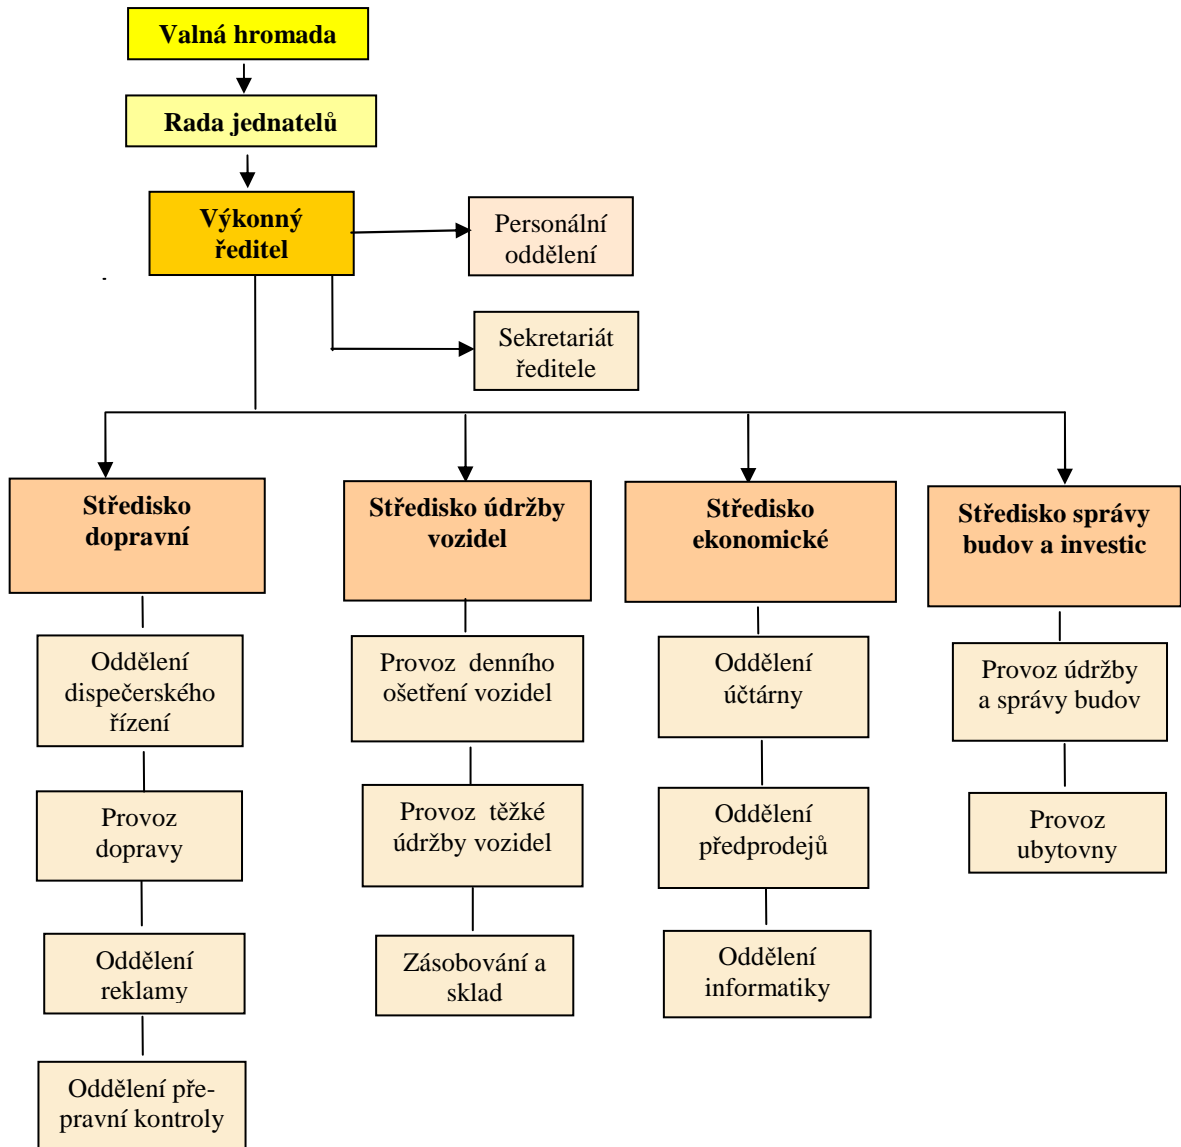 Valná hromada
Rada jednatelů
Výkonný
ředitel
Personální
oddělení
Sekretariát
ředitele
Středisko
dopravní
Středisko údržby
vozidel
Středisko
ekonomické
Středisko správy
budov a investic
Oddělení
dispečerského
řízení
Provoz denního
ošetření vozidel
Oddělení
účtárny
Provoz údržby
a správy budov
Provoz
dopravy
Provoz těžké
údržby vozidel
Oddělení
předprodejů
Provoz
ubytovny
Oddělení
reklamy
Zásobování a
sklad
Oddělení
informatiky
Oddělení pře-
pravní kontroly